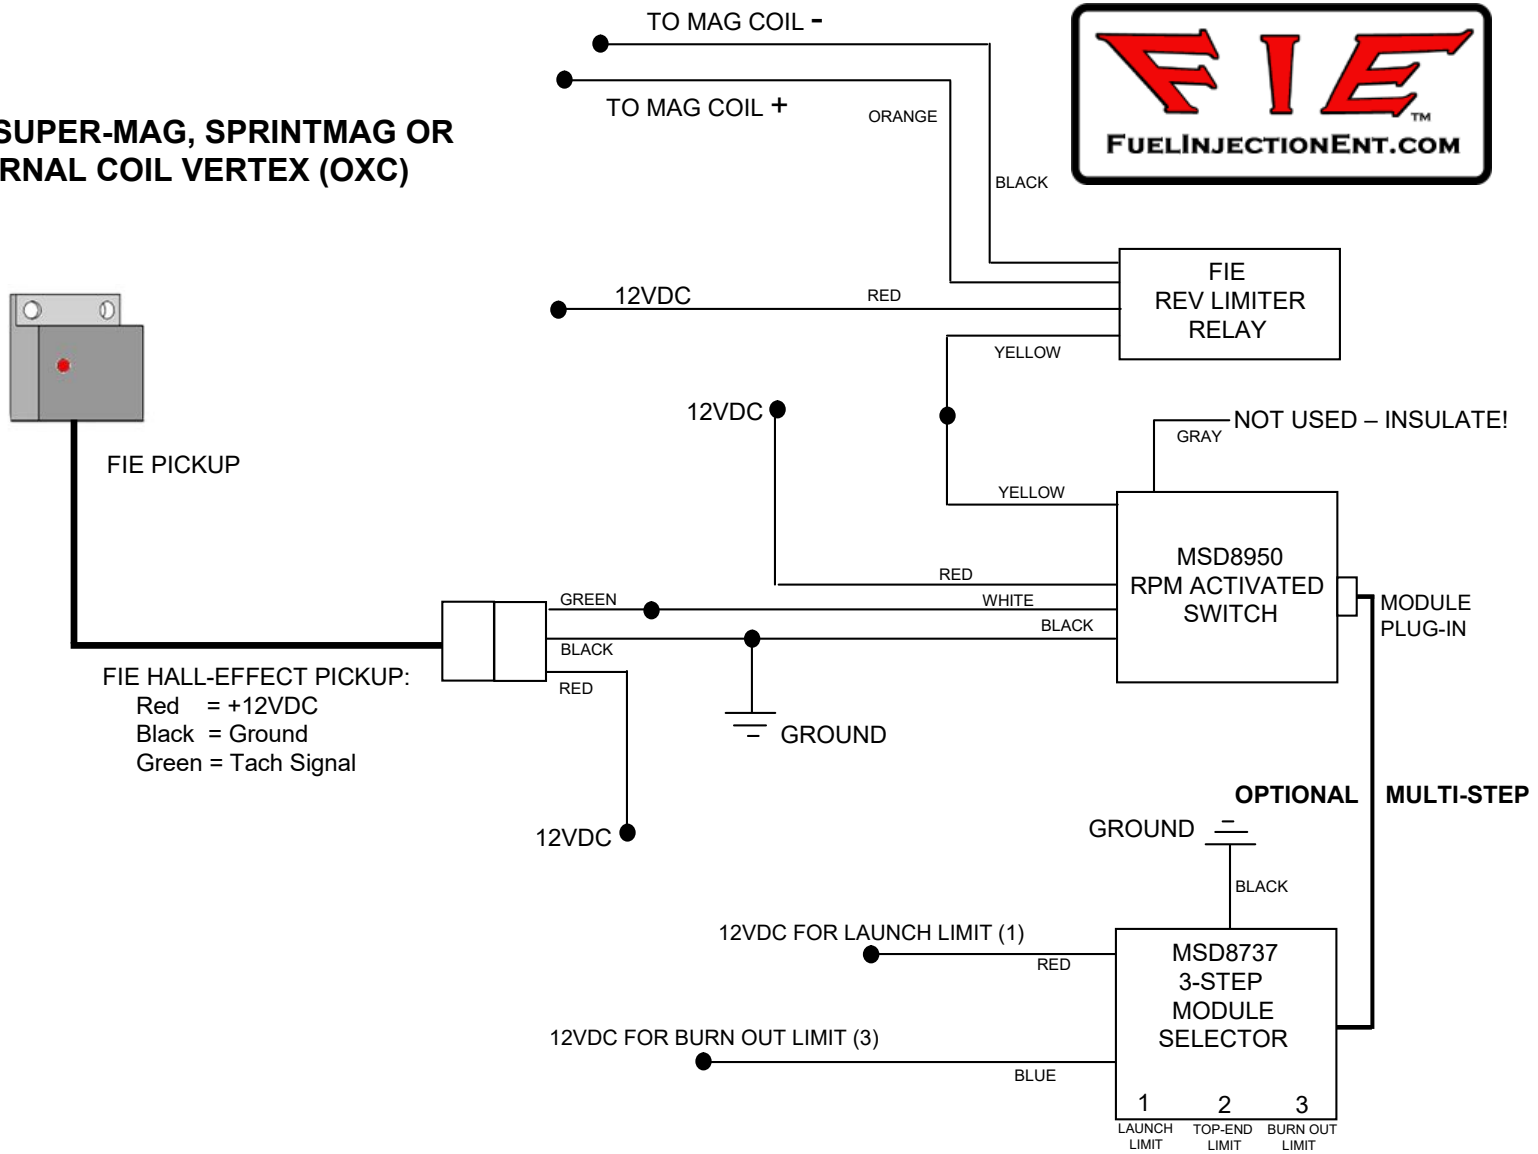 TO MAG COIL -
TO MAG COIL +
ORANGE
BLACK
FIE
TM
FUELINJECTIONENT.COM
SUPER-MAG, SPRINTMAG OR
RNAL COIL VERTEX (OXC)
12VDC
RED
FIE
REV LIMITER
RELAY
YELLOW
12VDC
NOT USED – INSULATE!
GRAY
FIE PICKUP
YELLOW
MSD8950
RPM ACTIVATED
SWITCH
RED
WHITE
BLACK
MODULE
PLUG-IN
GREEN
BLACK
RED
FIE HALL-EFFECT PICKUP:
Red = +12VDC
Black = Ground
Green = Tach Signal
GROUND
12VDC
OPTIONAL MULTI-STEP
GROUND
BLACK
12VDC FOR LAUNCH LIMIT (1)
RED
12VDC FOR BURN OUT LIMIT (3)
BLUE
MSD8737
3-STEP
MODULE
SELECTOR
1 2 3
LAUNCH LIMIT
TOP-END LIMIT
BURN OUT LIMIT